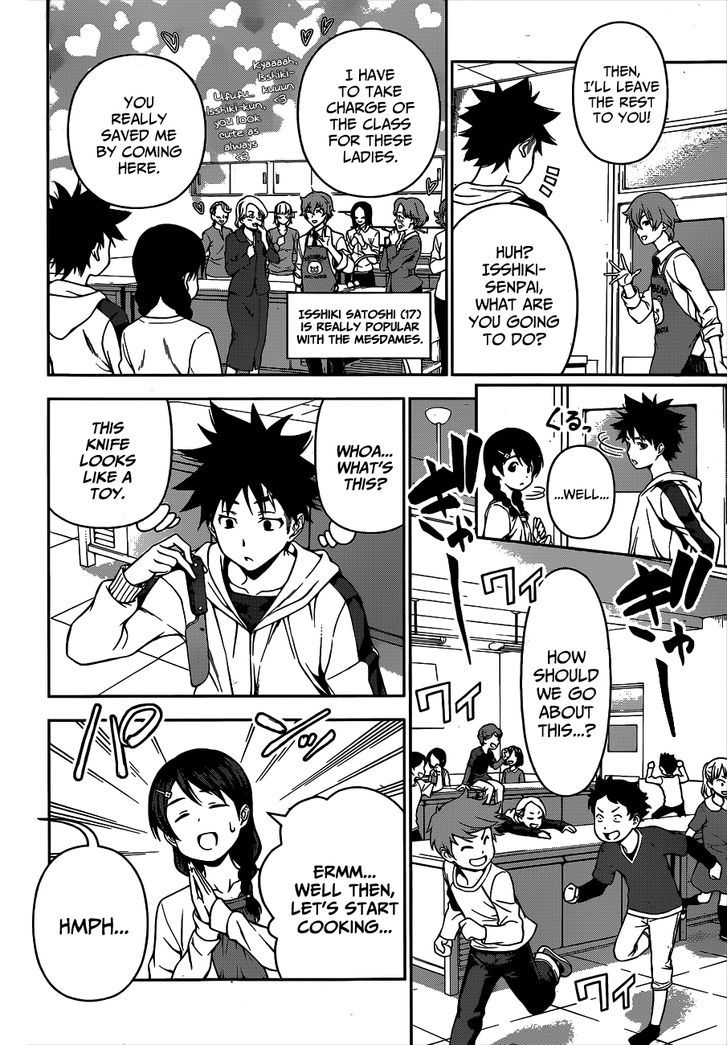 THEN,
I'LL LEAVE
THE REST
TO YOU!
HUH?
ISSHIKI-
SENPAI,
WHAT ARE
YOU GOING
TO DO?
I HAVE
TO TAKE
CHARGE OF
THE CLASS
FOR THESE
LADIES.
Kyaaaah,
Isshiki-
kuuun
<3
Ufufu...
Isshiki-kun,
you look
cute as
always
<3
YOU
REALLY
SAVED ME
BY COMING
HERE.
ISSHIKI SATOSHI (17)
IS REALLY POPULAR
WITH THE MESDAMES.
くるっ
...WELL...
ギャー
ギャー
ワイ
ワイ
ワイ
HOW
SHOULD
WE GO
ABOUT
THIS...?
WHOA...
WHAT'S
THIS?
THIS
KNIFE
LOOKS
LIKE A
TOY.
パンッ
ERMM...
WELL THEN,
LET'S START
COOKING...
HMPH...